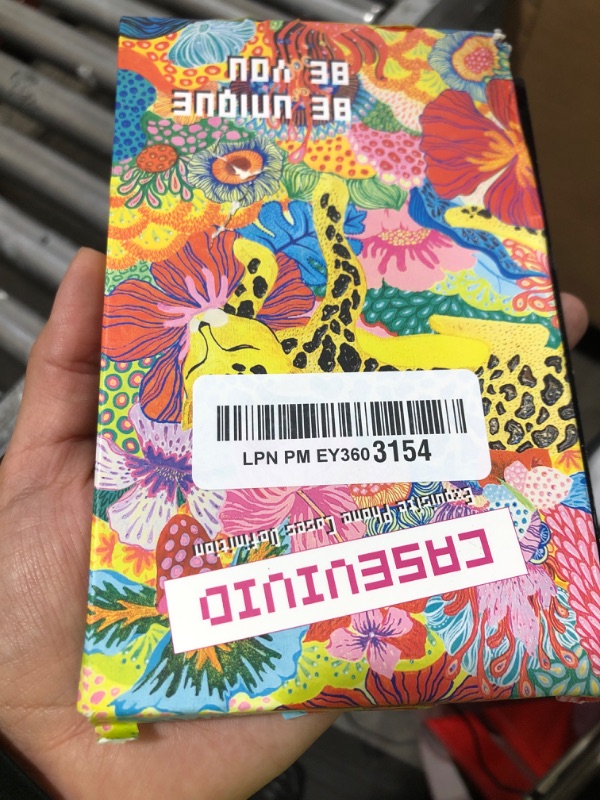 BE UNIQUE
BE YOU
LPN PM EY360 3154
Exquisite Phone Cases Definition
CASEVIVID